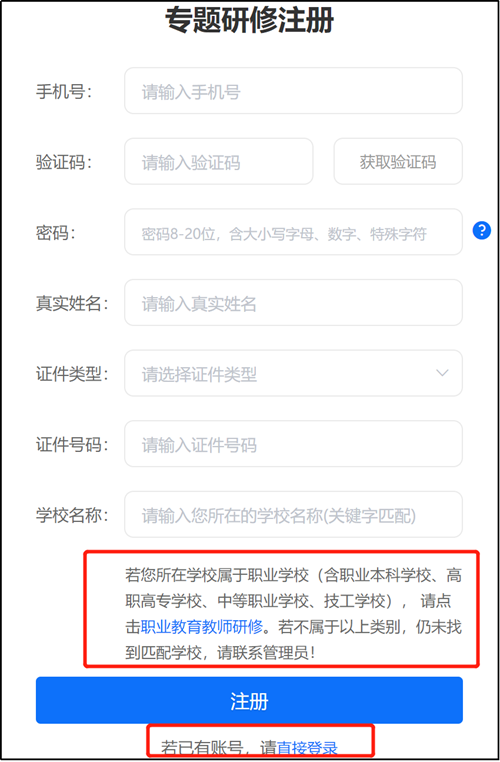 专题研修注册
手机号：
请输入手机号
验证码：
请输入验证码
获取验证码
密码：
密码8-20位，含大小写字母、数字、特殊字符
?
真实姓名：
请输入真实姓名
证件类型：
请选择证件类型
证件号码：
请输入证件号码
学校名称：
请输入您所在的学校名称(关键字匹配)
若您所在学校属于职业学校（含职业本科学校、高
职高专学校、中等职业学校、技工学校），请点
击职业教育教师研修。若不属于以上类别，仍未找
到匹配学校，请联系管理员！
注册
若已有账号，请直接登录